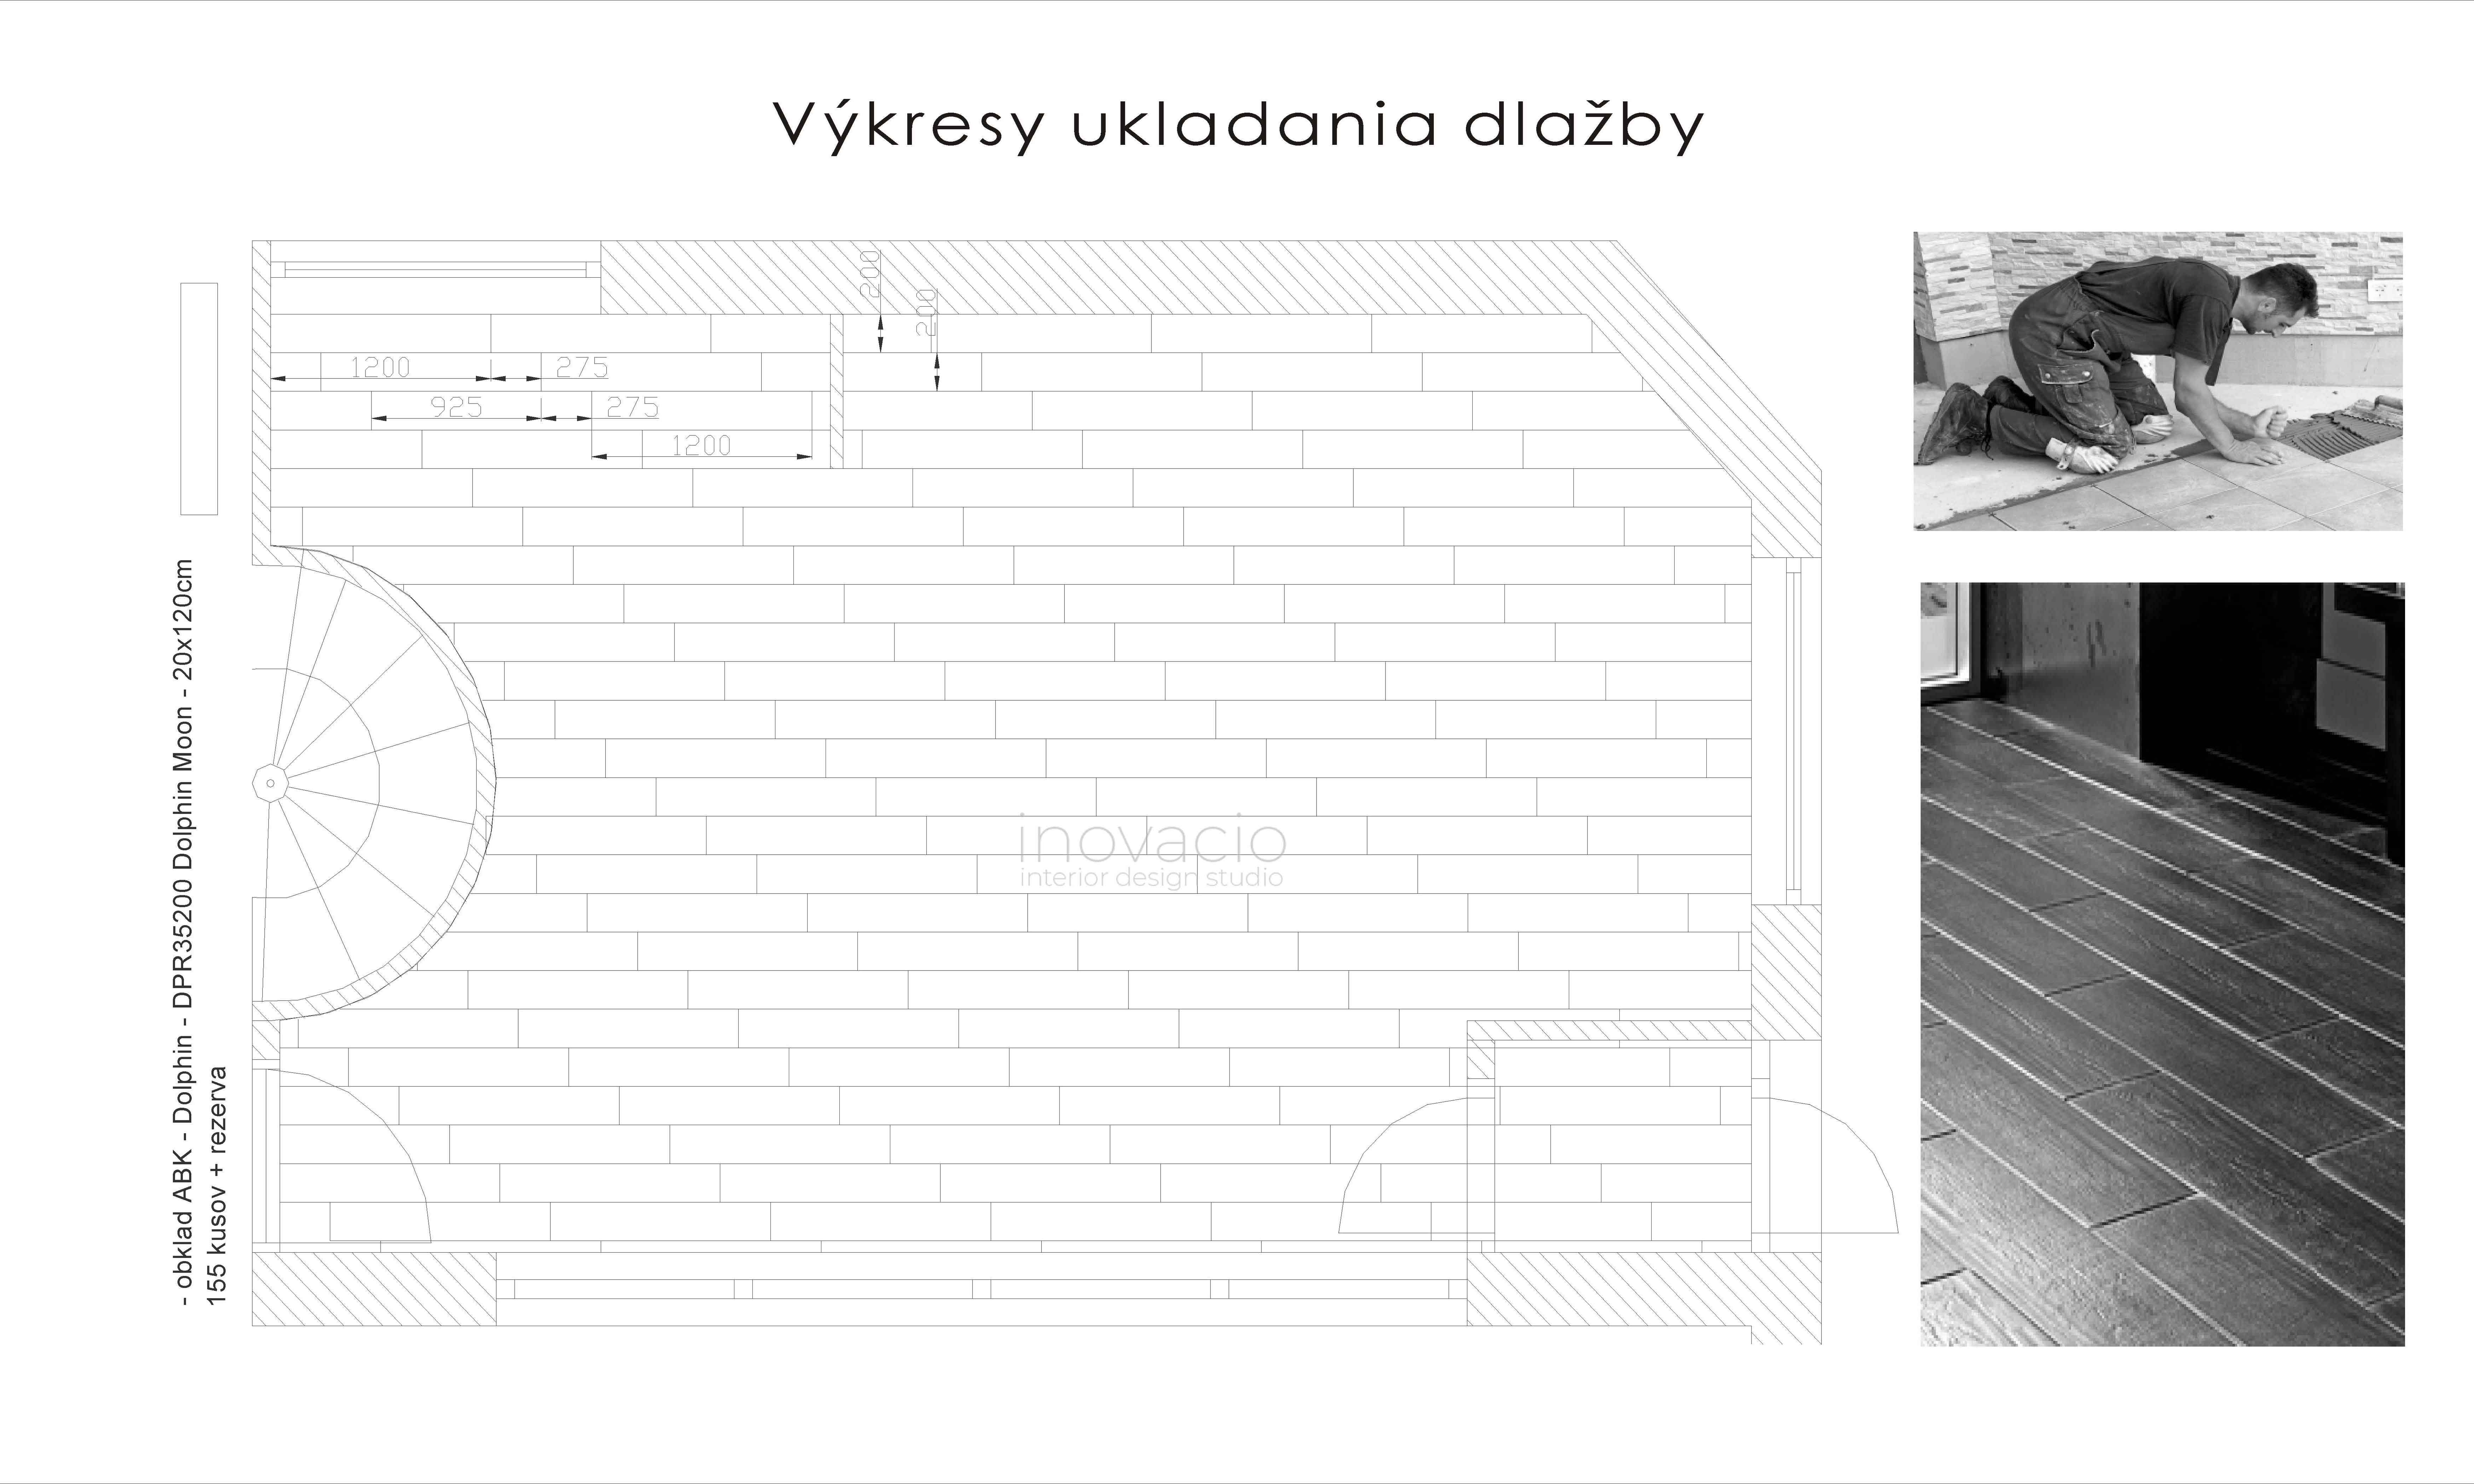 Výkresy ukladania dlažby
200
200
1200
275
925
275
1200
inovacio
interior design studio
- obklad ABK - Dolphin - DPR35200 Dolphin Moon - 20x120cm
155 kusov + rezerva